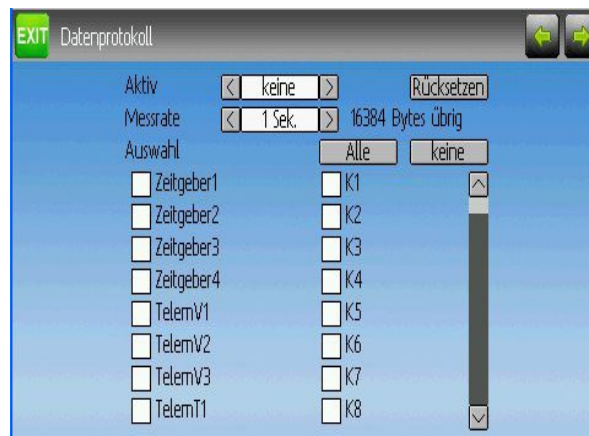 EXIT Datenprotokoll
Aktiv < keine > Rücksetzen
Messrate < 1 Sek. > 16384 Bytes übrig
Auswahl Alle keine
Zeitgeber1 K1
Zeitgeber2 K2
Zeitgeber3 K3
Zeitgeber4 K4
TelemV1 K5
TelemV2 K6
TelemV3 K7
TelemT1 K8